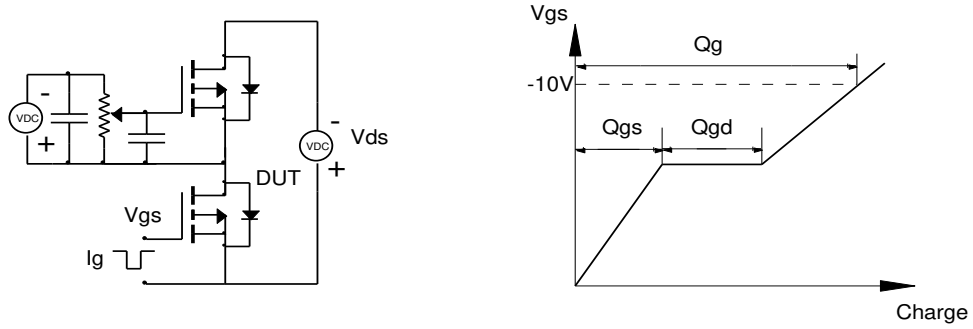 -
VDC
+
-
VDC
+
Vds
DUT
Vgs
Ig
Vgs
Qg
-10V
Qgs
Qgd
Charge